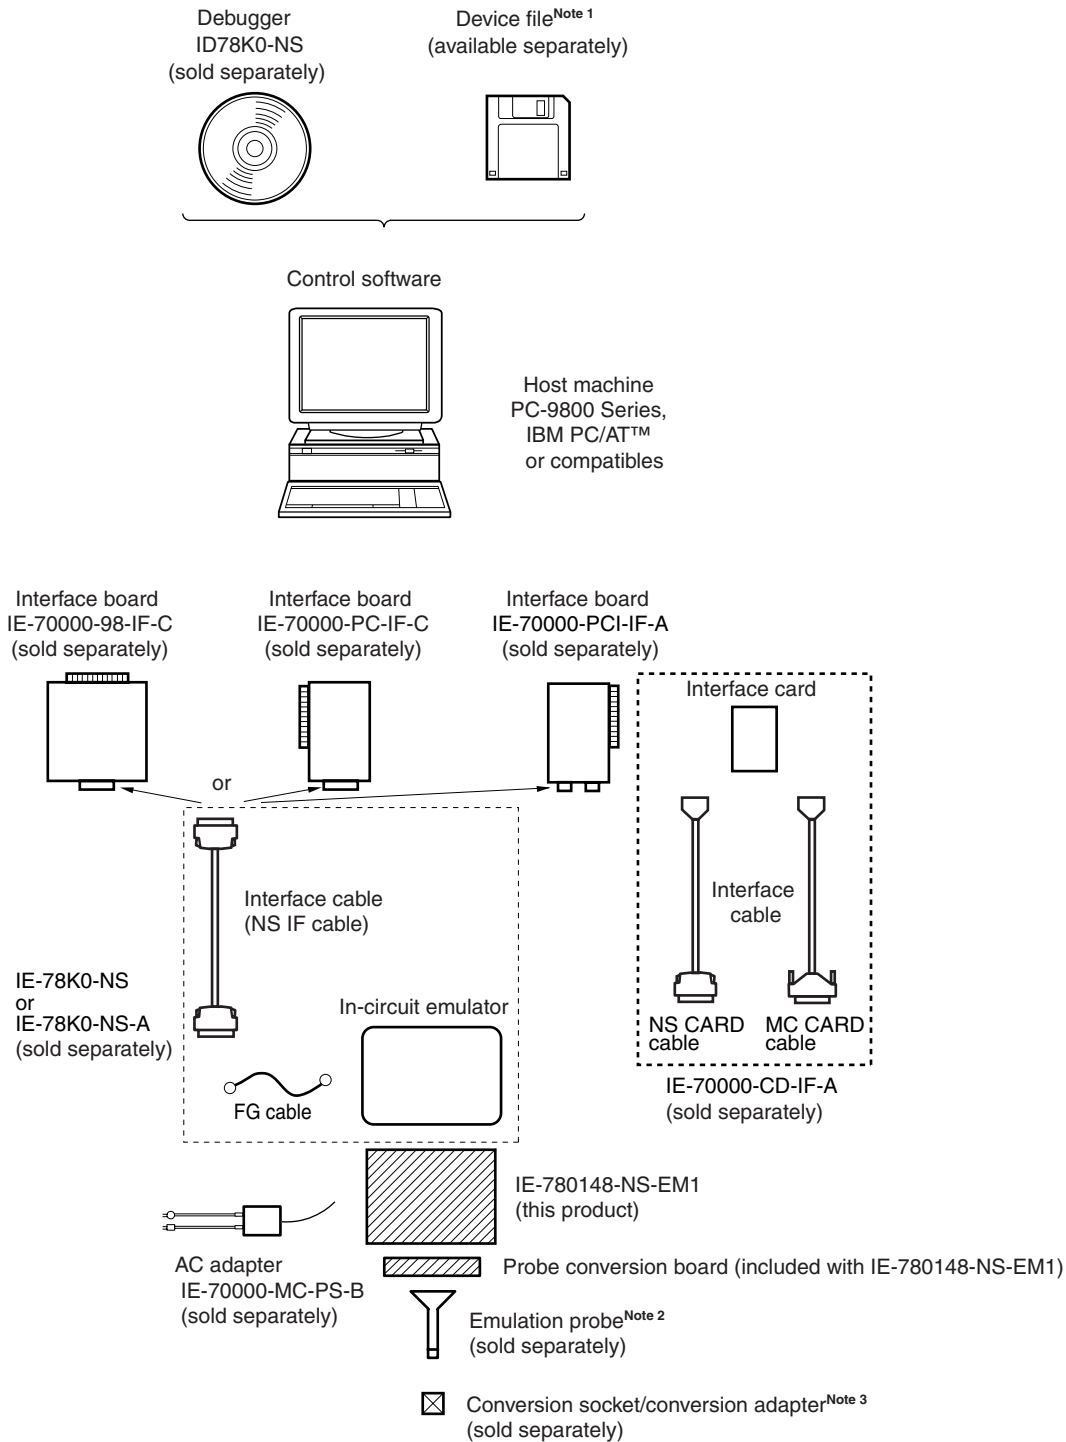 Debugger
ID78K0-NS
(sold separately)
Device fileNote 1
(available separately)
Control software
Host machine
PC-9800 Series,
IBM PC/AT™
or compatibles
Interface board
IE-70000-98-IF-C
(sold separately)
Interface board
IE-70000-PC-IF-C
(sold separately)
Interface board
IE-70000-PCI-IF-A
(sold separately)
Interface card
or
Interface cable
(NS IF cable)
Interface
cable
IE-78K0-NS
or
IE-78K0-NS-A
(sold separately)
In-circuit emulator
FG cable
NS CARD
cable
MC CARD
cable
IE-70000-CD-IF-A
(sold separately)
IE-780148-NS-EM1
(this product)
AC adapter
IE-70000-MC-PS-B
(sold separately)
Probe conversion board (included with IE-780148-NS-EM1)
Emulation probeNote 2
(sold separately)
Conversion socket/conversion adapterNote 3
(sold separately)